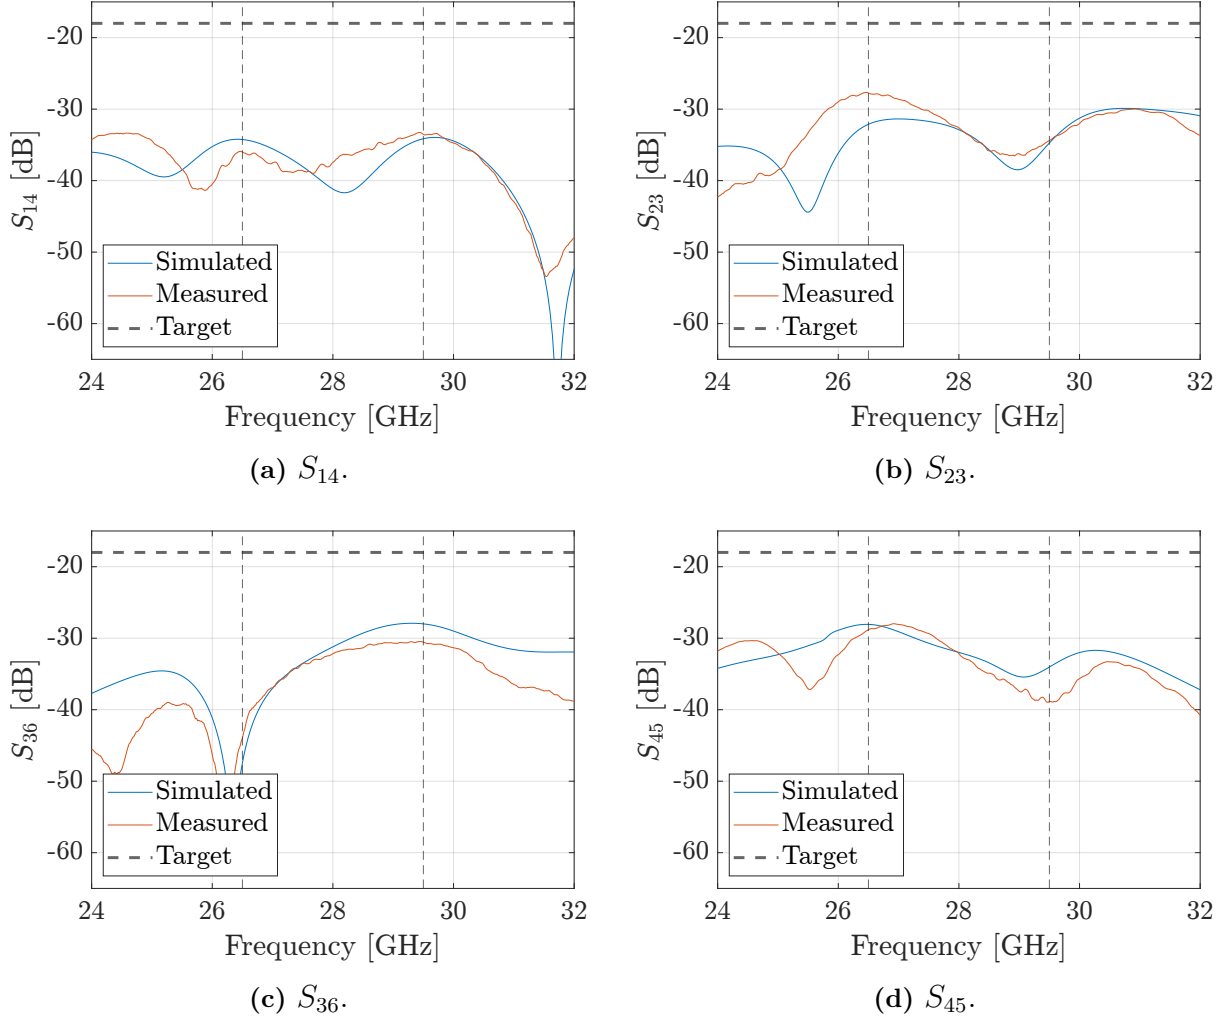 -20
-30
-40
-50
-60
S14 [dB]
Simulated
Measured
Target
24 26 28 30 32
Frequency [GHz]
(a) S14.
-20
-30
-40
-50
-60
S23 [dB]
Simulated
Measured
Target
24 26 28 30 32
Frequency [GHz]
(b) S23.
-20
-30
-40
-50
-60
S36 [dB]
Simulated
Measured
Target
24 26 28 30 32
Frequency [GHz]
(c) S36.
-20
-30
-40
-50
-60
S45 [dB]
Simulated
Measured
Target
24 26 28 30 32
Frequency [GHz]
(d) S45.